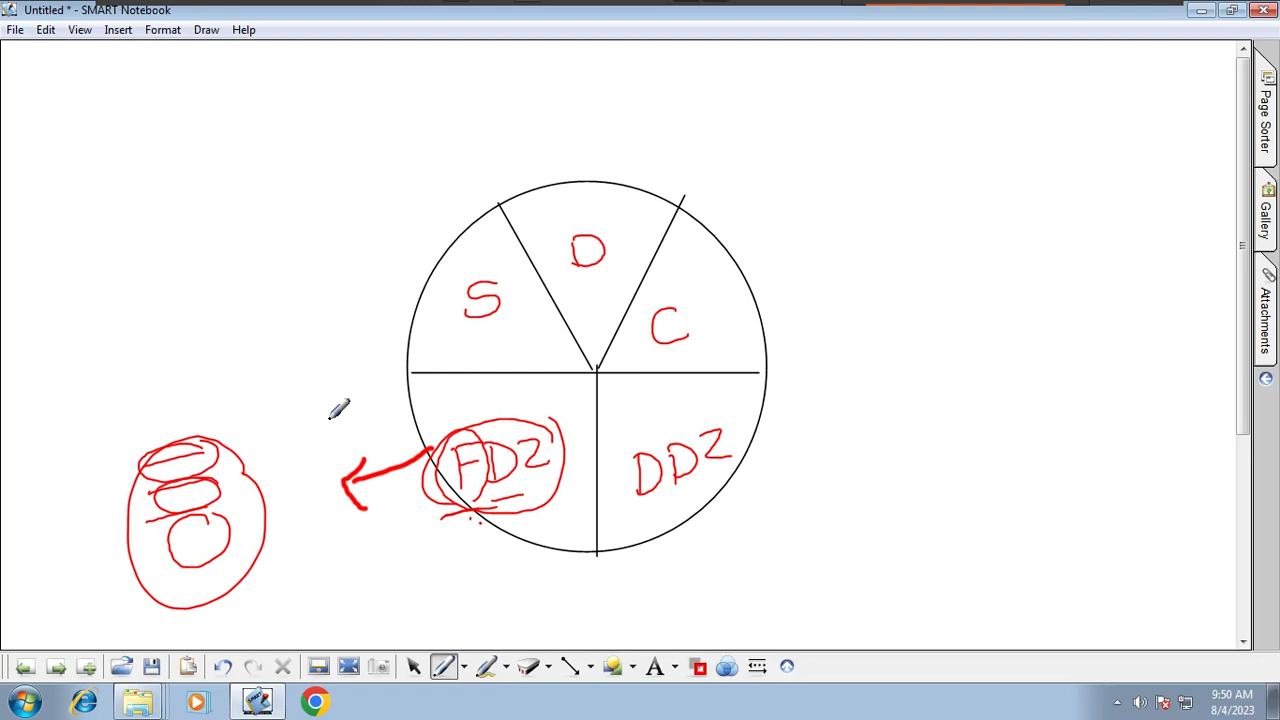 Untitled * - SMART Notebook
File Edit View Insert Format Draw Help
Page Sorter
Gallery
Attachments
D
S
C
FD2
DD2
A
9:50 AM
8/4/2023